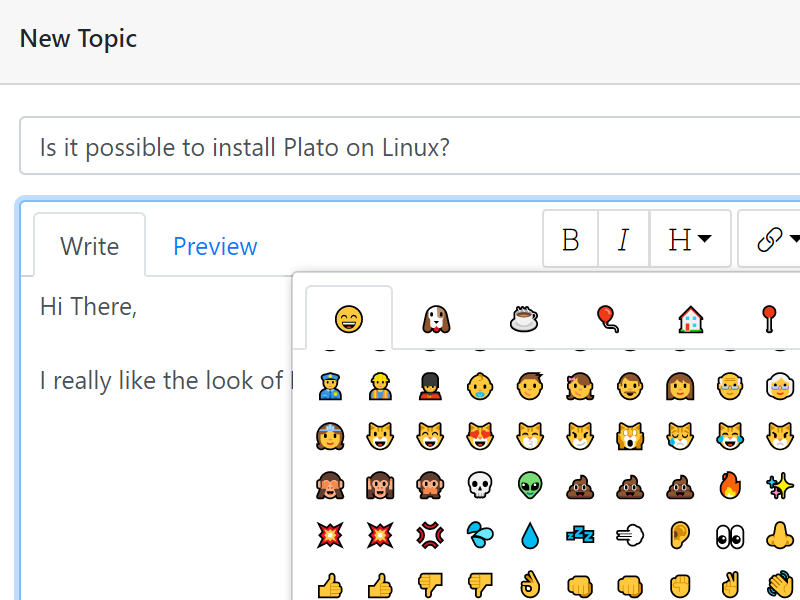 New Topic
Is it possible to install Plato on Linux?
Write
Preview
B I H
Hi There,
I really like the look of